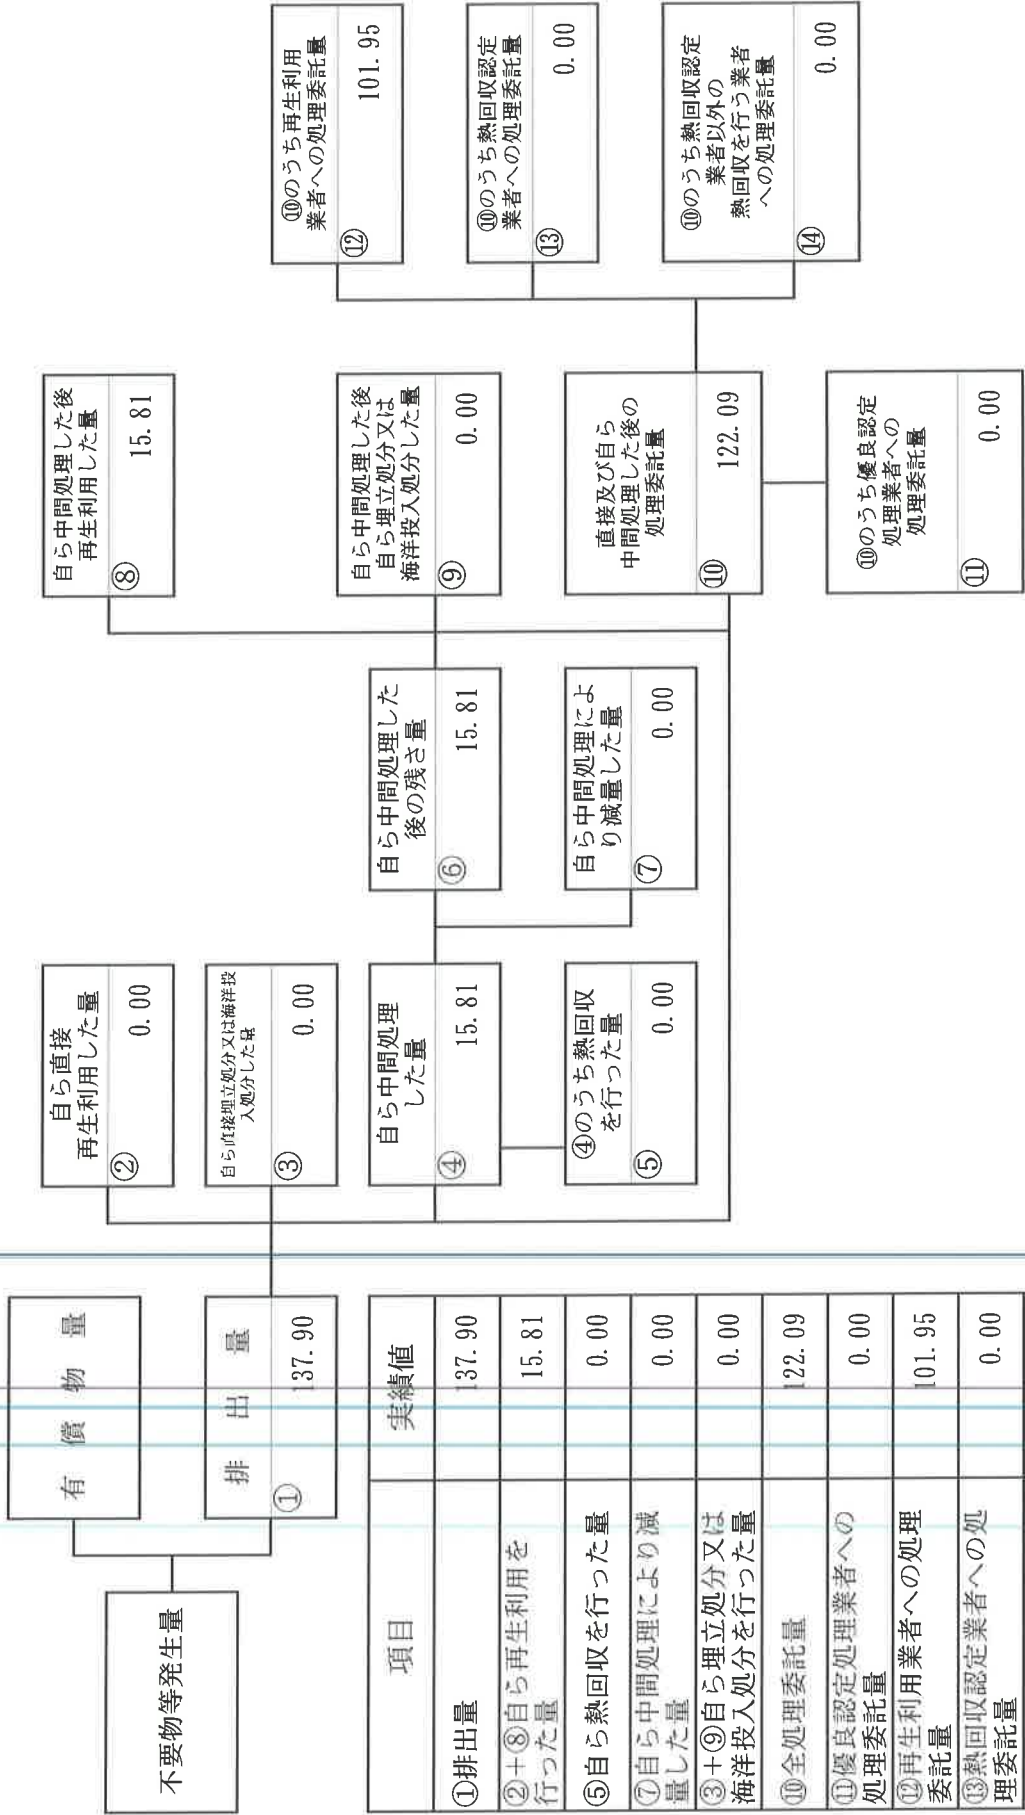 不要物等発生量
有償物量
排出量
①
137.90
自ら直接
再生利用した量
②
0.00
自ら直接埋立処分又は海洋投
入処分した量
③
0.00
自ら中間処理
した量
④
15.81
④のうち熱回収
を行った量
⑤
0.00
自ら中間処理した
後の残さ量
⑥
15.81
自ら中間処理によ
り減量した量
⑦
0.00
自ら中間処理した後
再生利用した量
⑧
15.81
自ら中間処理した後
自ら埋立処分又は
海洋投入処分した量
⑨
0.00
直接及び自ら
中間処理した後の
処理委託量
⑩
122.09
⑩のうち優良認定
処理業者への
処理委託量
⑪
0.00
⑩のうち再生利用
業者への処理委託量
⑫
101.95
⑩のうち熱回収認定
業者への処理委託量
⑬
0.00
⑩のうち熱回収認定
業者以外の
熱回収を行う業者
への処理委託量
⑭
0.00
項目
実績値
①排出量
137.90
②+⑧自ら再生利用を
行った量
15.81
⑤自ら熱回収を行った量
0.00
⑦自ら中間処理により減
量した量
0.00
③+⑨自ら埋立処分又は
海洋投入処分を行った量
0.00
⑩全処理委託量
122.09
⑪優良認定処理業者への
処理委託量
0.00
⑫再生利用業者への処理
委託量
101.95
⑬熱回収認定業者への処
理委託量
0.00